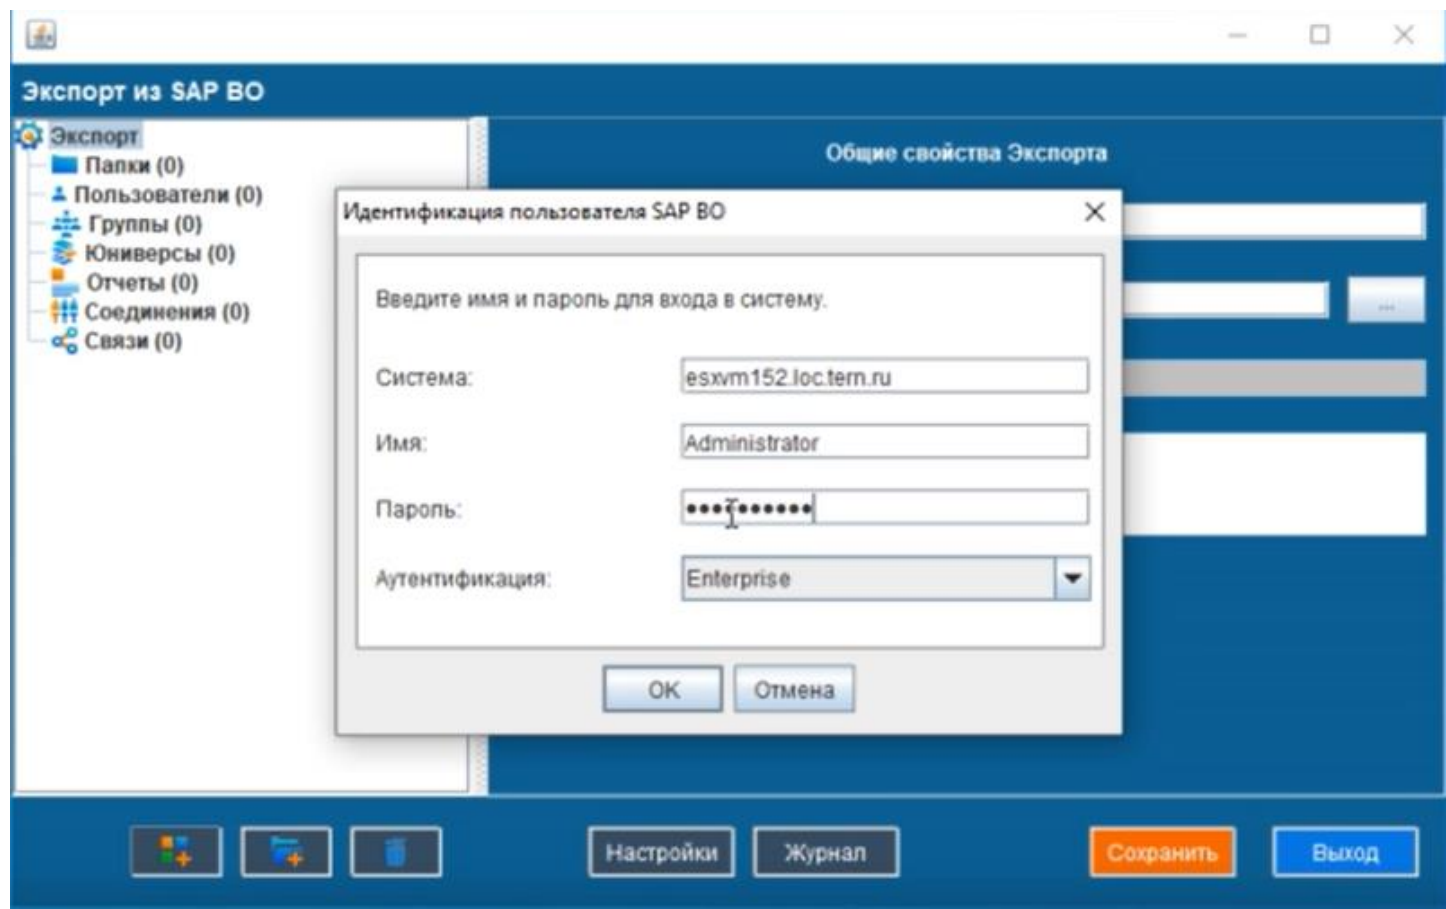 Экспорт из SAP BO
Экспорт
Папки (0)
Пользователи (0)
Группы (0)
Юниверсы (0)
Отчеты (0)
Соединения (0)
Связи (0)
Общие свойства Экспорта
...
Идентификация пользователя SAP BO
Введите имя и пароль для входа в систему.
Система: esxvm152.loc.tern.ru
Имя: Administrator
Пароль: •••••••••••
Аутентификация: Enterprise
OK Отмена
Настройки Журнал Сохранить Выход